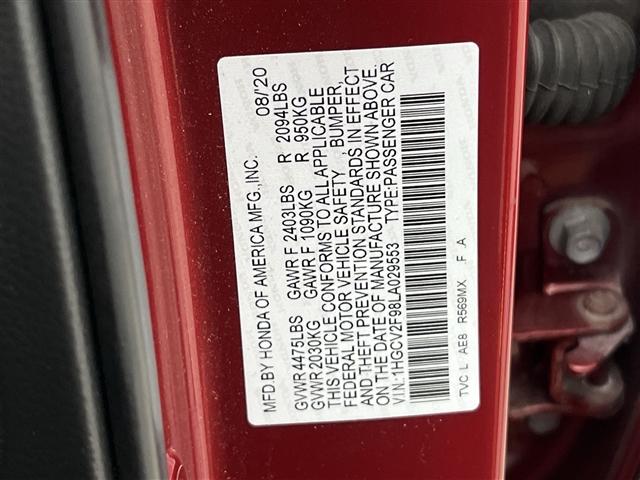 MFD.BY HONDA OF AMERICA MFG.,INC. 08/'20
GVWR 4475LBS GAWR F 2403LBS R 2094LBS
GVWR 2030KG GAWR F 1090KG R 950KG
THIS VEHICLE CONFORMS TO ALL APPLICABLE
FEDERAL MOTOR VEHICLE SAFETY , BUMPER,
AND THEFT PREVENTION STANDARDS IN EFFECT
ON THE DATE OF MANUFACTURE SHOWN ABOVE.
V.I.N.:1HGCV2F98LA029553 TYPE:PASSENGER CAR
TVC L AE8 R569MX F A